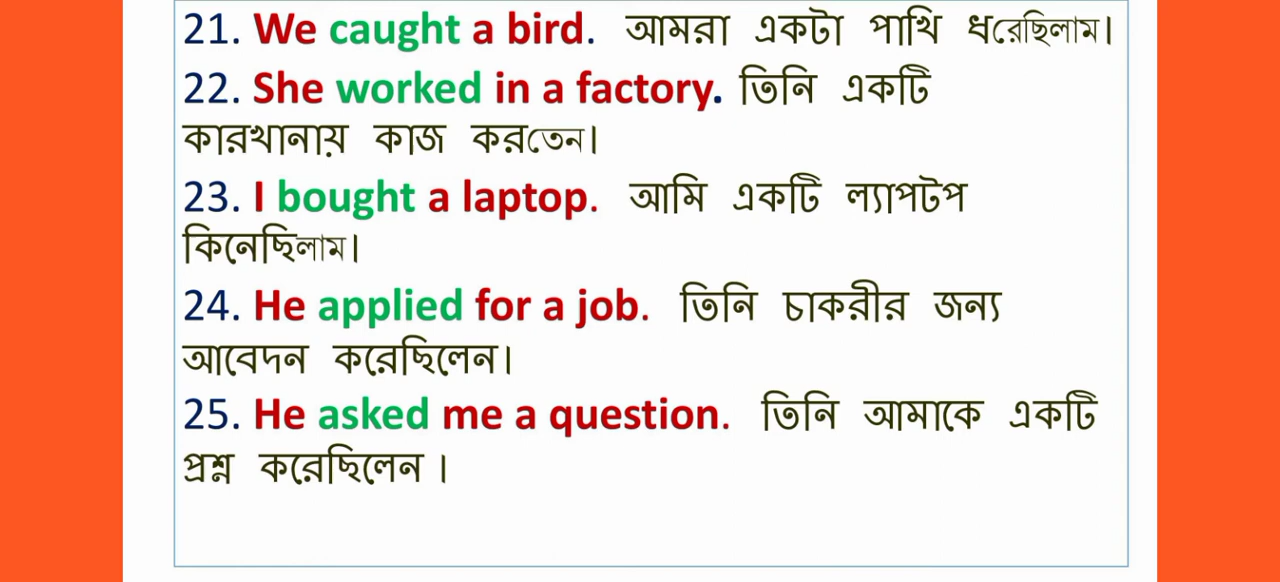 21. We caught a bird. আমরা একটা পাখি ধরেছিলাম।
22. She worked in a factory. তিনি একটি
কারখানায় কাজ করতেন।
23. I bought a laptop. আমি একটি ল্যাপটপ
কিনেছিলাম।
24. He applied for a job. তিনি চাকরীর জন্য
আবেদন করেছিলেন।
25. He asked me a question. তিনি আমাকে একটি
প্রশ্ন করেছিলেন ।